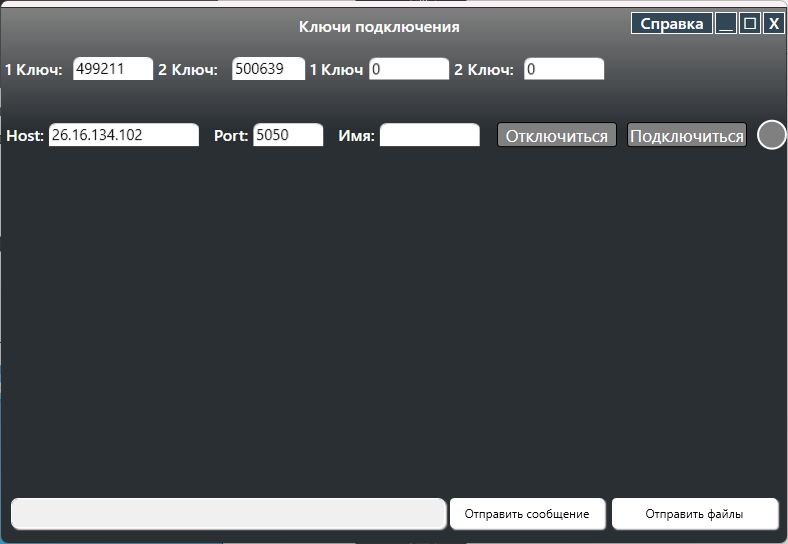 Ключи подключения
Справка __ □ X
1 Ключ: 499211 2 Ключ: 500639 1 Ключ 0 2 Ключ: 0
Host: 26.16.134.102 Port: 5050 Имя: Отключиться Подключиться
Отправить сообщение Отправить файлы